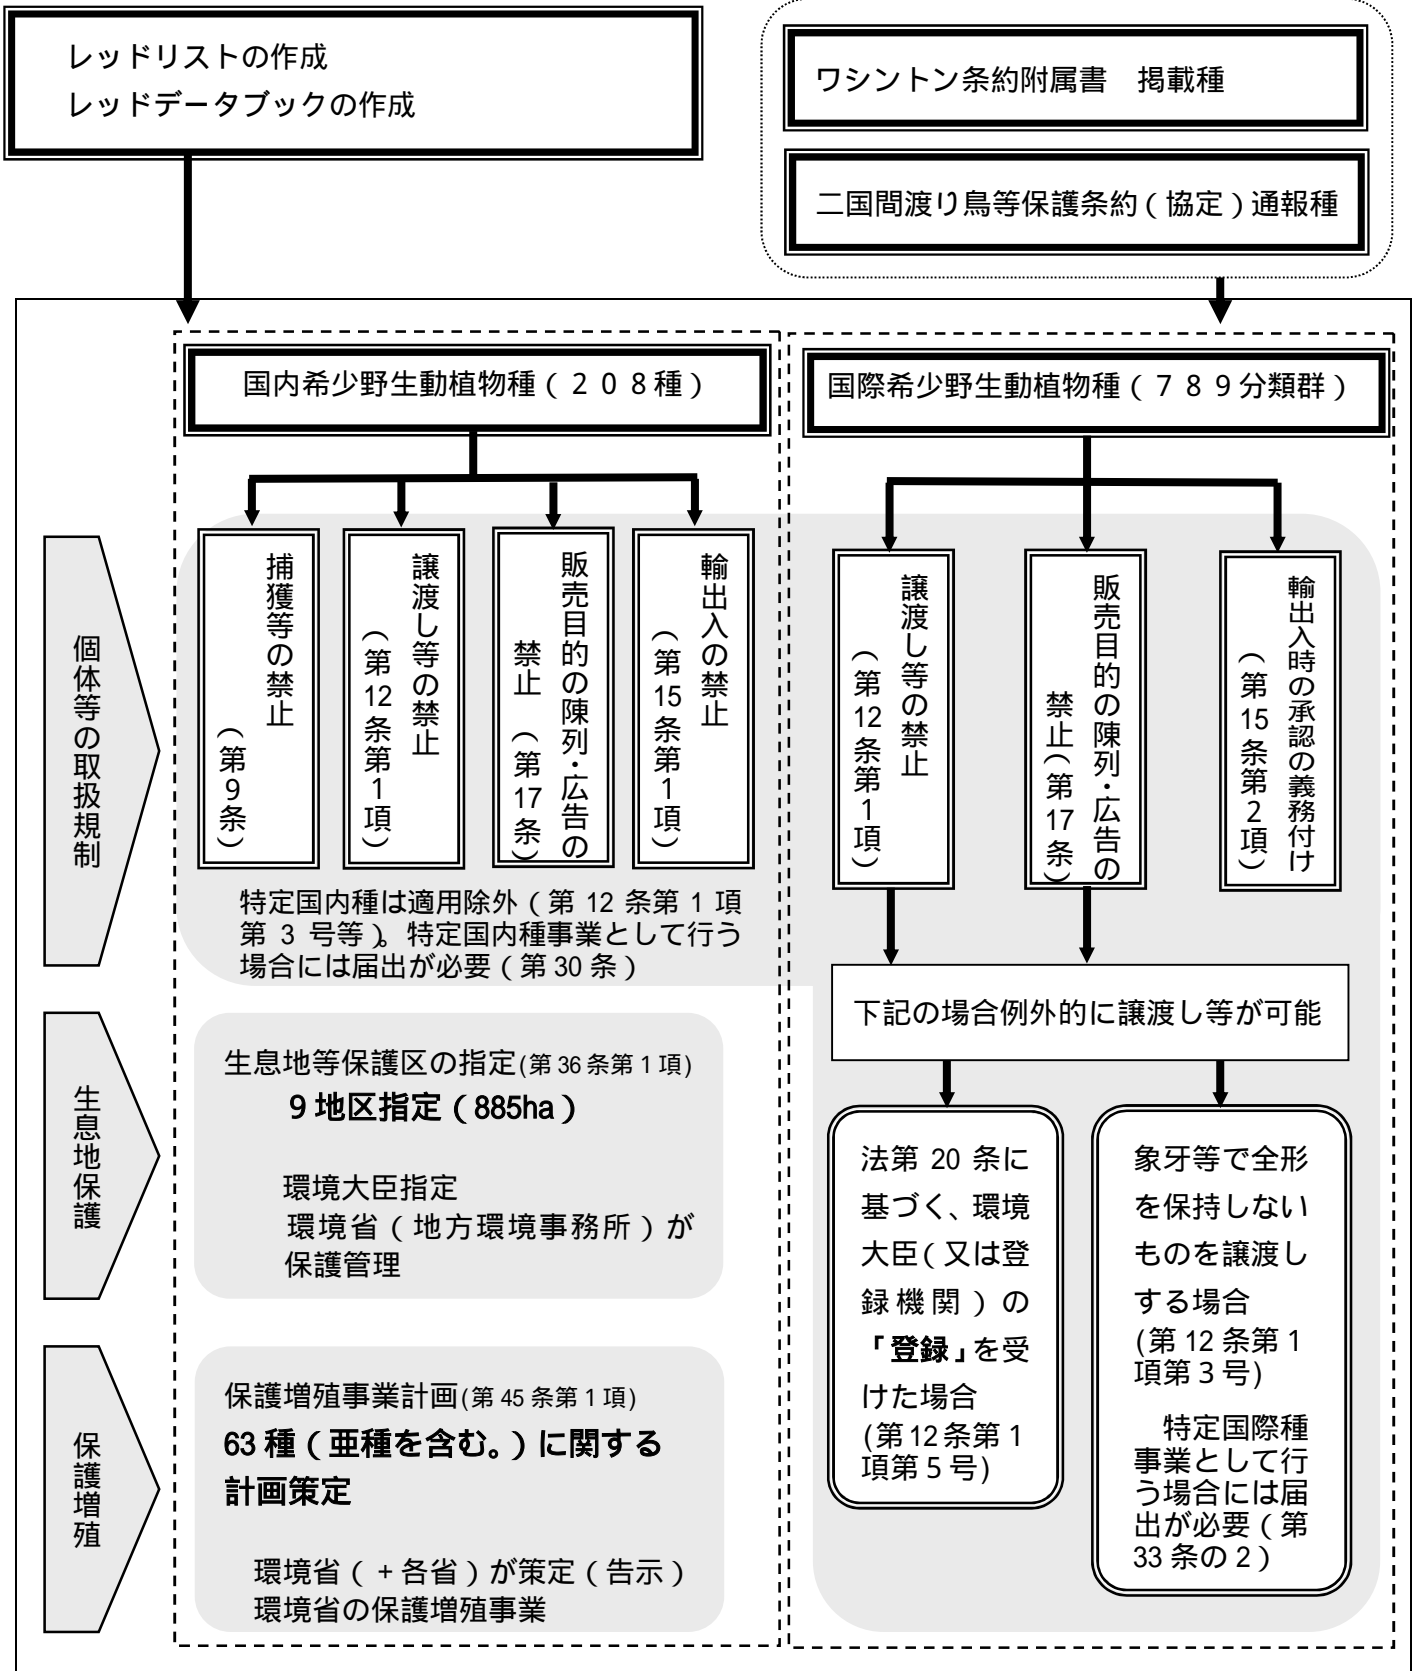 レッドリストの作成
レッドデータブックの作成
ワシントン条約附属書　掲載種
二国間渡り鳥等保護条約（協定）通報種
国内希少野生動植物種（２０８種）
国際希少野生動植物種（７８９分類群）
個体等の取扱規制
捕獲等の禁止
（第9条）
譲渡し等の禁止
（第12条第1項）
販売目的の陳列・広告の
禁止　（第17条）
輸出入の禁止
（第15条第1項）
譲渡し等の禁止
（第12条第1項）
販売目的の陳列・広告の
禁止（第17条）
輸出入時の承認の義務付け
（第15条第2項）
特定国内種は適用除外（第 12 条第 1 項
第 3 号等）。特定国内種事業として行う
場合には届出が必要（第 30 条）
下記の場合例外的に譲渡し等が可能
生息地保護
生息地等保護区の指定(第 36 条第 1 項)
9 地区指定（885ha）
環境大臣指定
環境省（地方環境事務所）が
保護管理
法第 20 条に
基づく、環境
大臣（又は登
録機関）の
「登録」を受
けた場合
(第 12 条第 1
項第 5 号)
象牙等で全形
を保持しない
ものを譲渡し
する場合
(第 12 条第 1
項第 3 号)
特定国際種
事業として行
う場合には届
出が必要（第
33 条の 2）
保護増殖
保護増殖事業計画(第 45 条第 1 項)
63 種（亜種を含む。）に関する
計画策定
環境省（＋各省）が策定（告示）
環境省の保護増殖事業